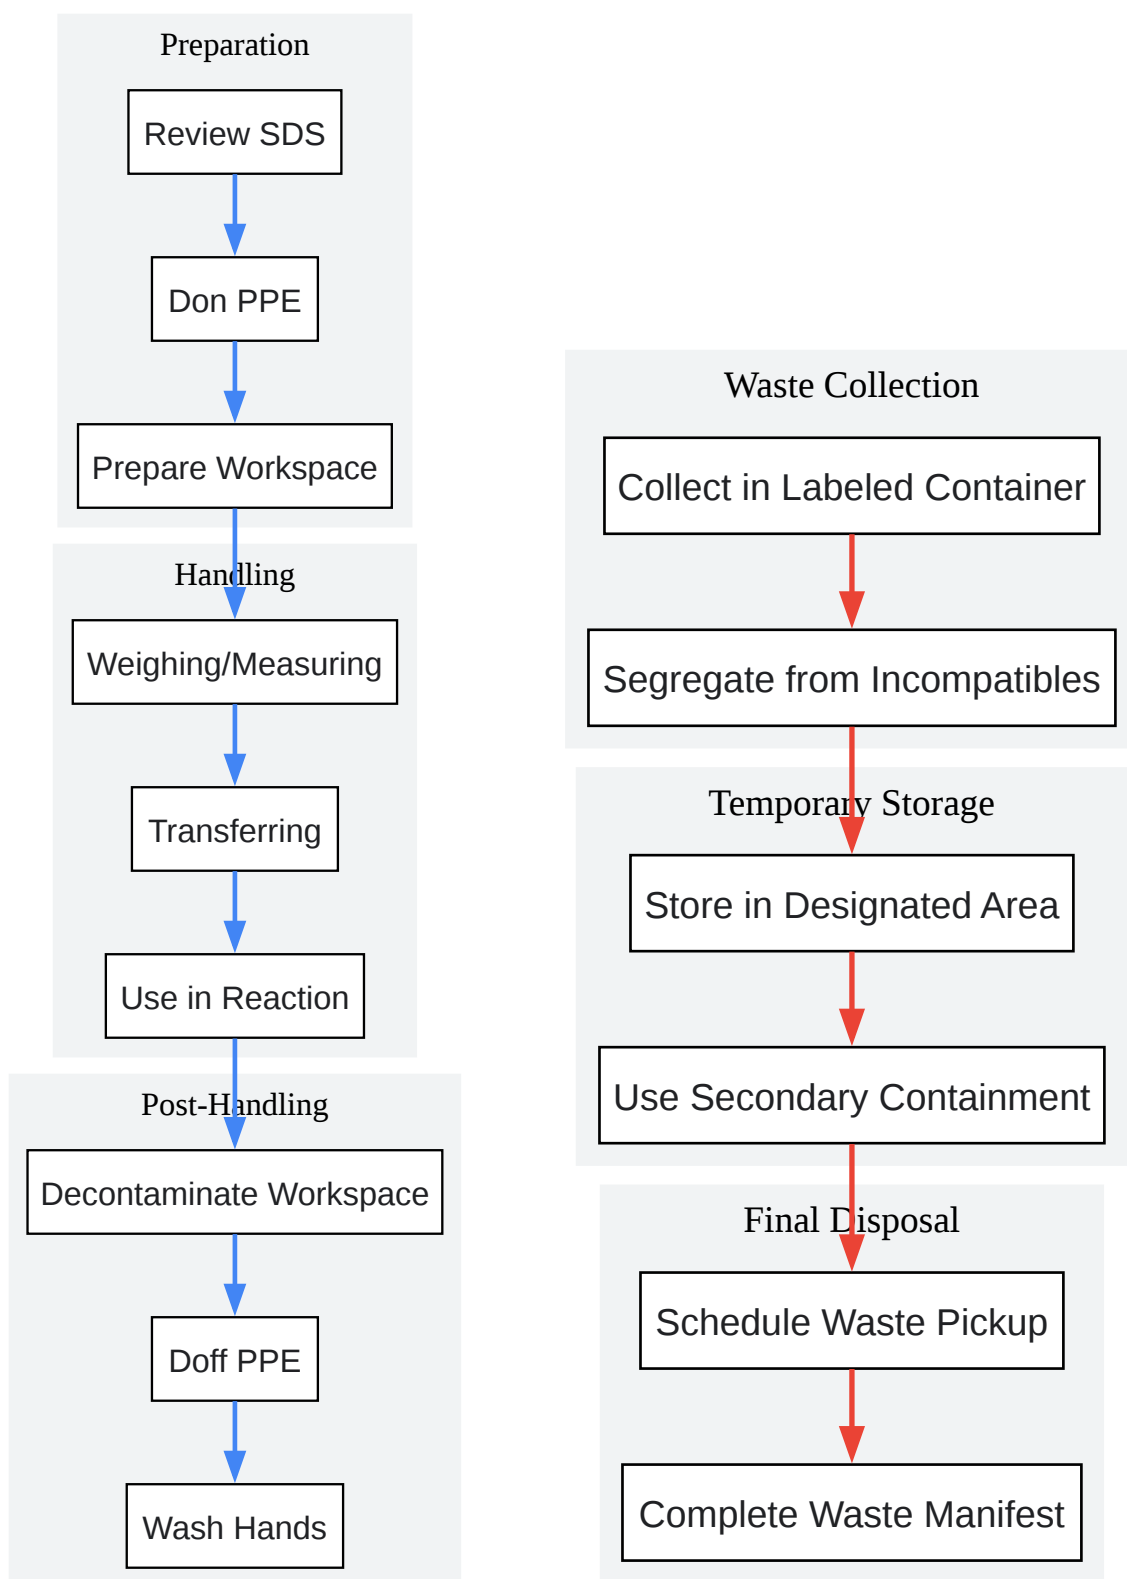 Preparation
Review SDS
Don PPE
Prepare Workspace
Handling
Weighing/Measuring
Transferring
Use in Reaction
Post-Handling
Decontaminate Workspace
Doff PPE
Wash Hands
Waste Collection
Collect in Labeled Container
Segregate from Incompatibles
Temporary Storage
Store in Designated Area
Use Secondary Containment
Final Disposal
Schedule Waste Pickup
Complete Waste Manifest